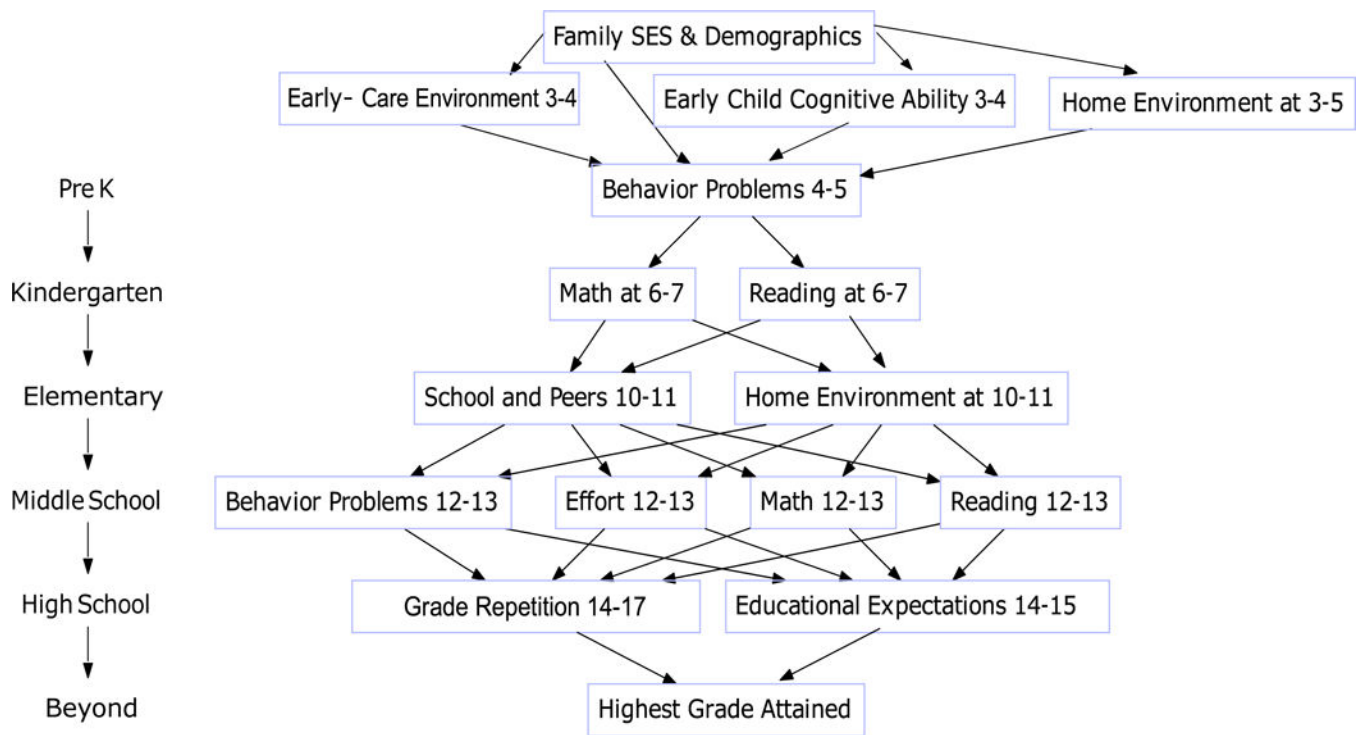 Family SES & Demographics
Early- Care Environment 3-4
Early Child Cognitive Ability 3-4
Home Environment at 3-5
Pre K
Behavior Problems 4-5
Kindergarten
Math at 6-7
Reading at 6-7
Elementary
School and Peers 10-11
Home Environment at 10-11
Middle School
Behavior Problems 12-13
Effort 12-13
Math 12-13
Reading 12-13
High School
Grade Repetition 14-17
Educational Expectations 14-15
Beyond
Highest Grade Attained